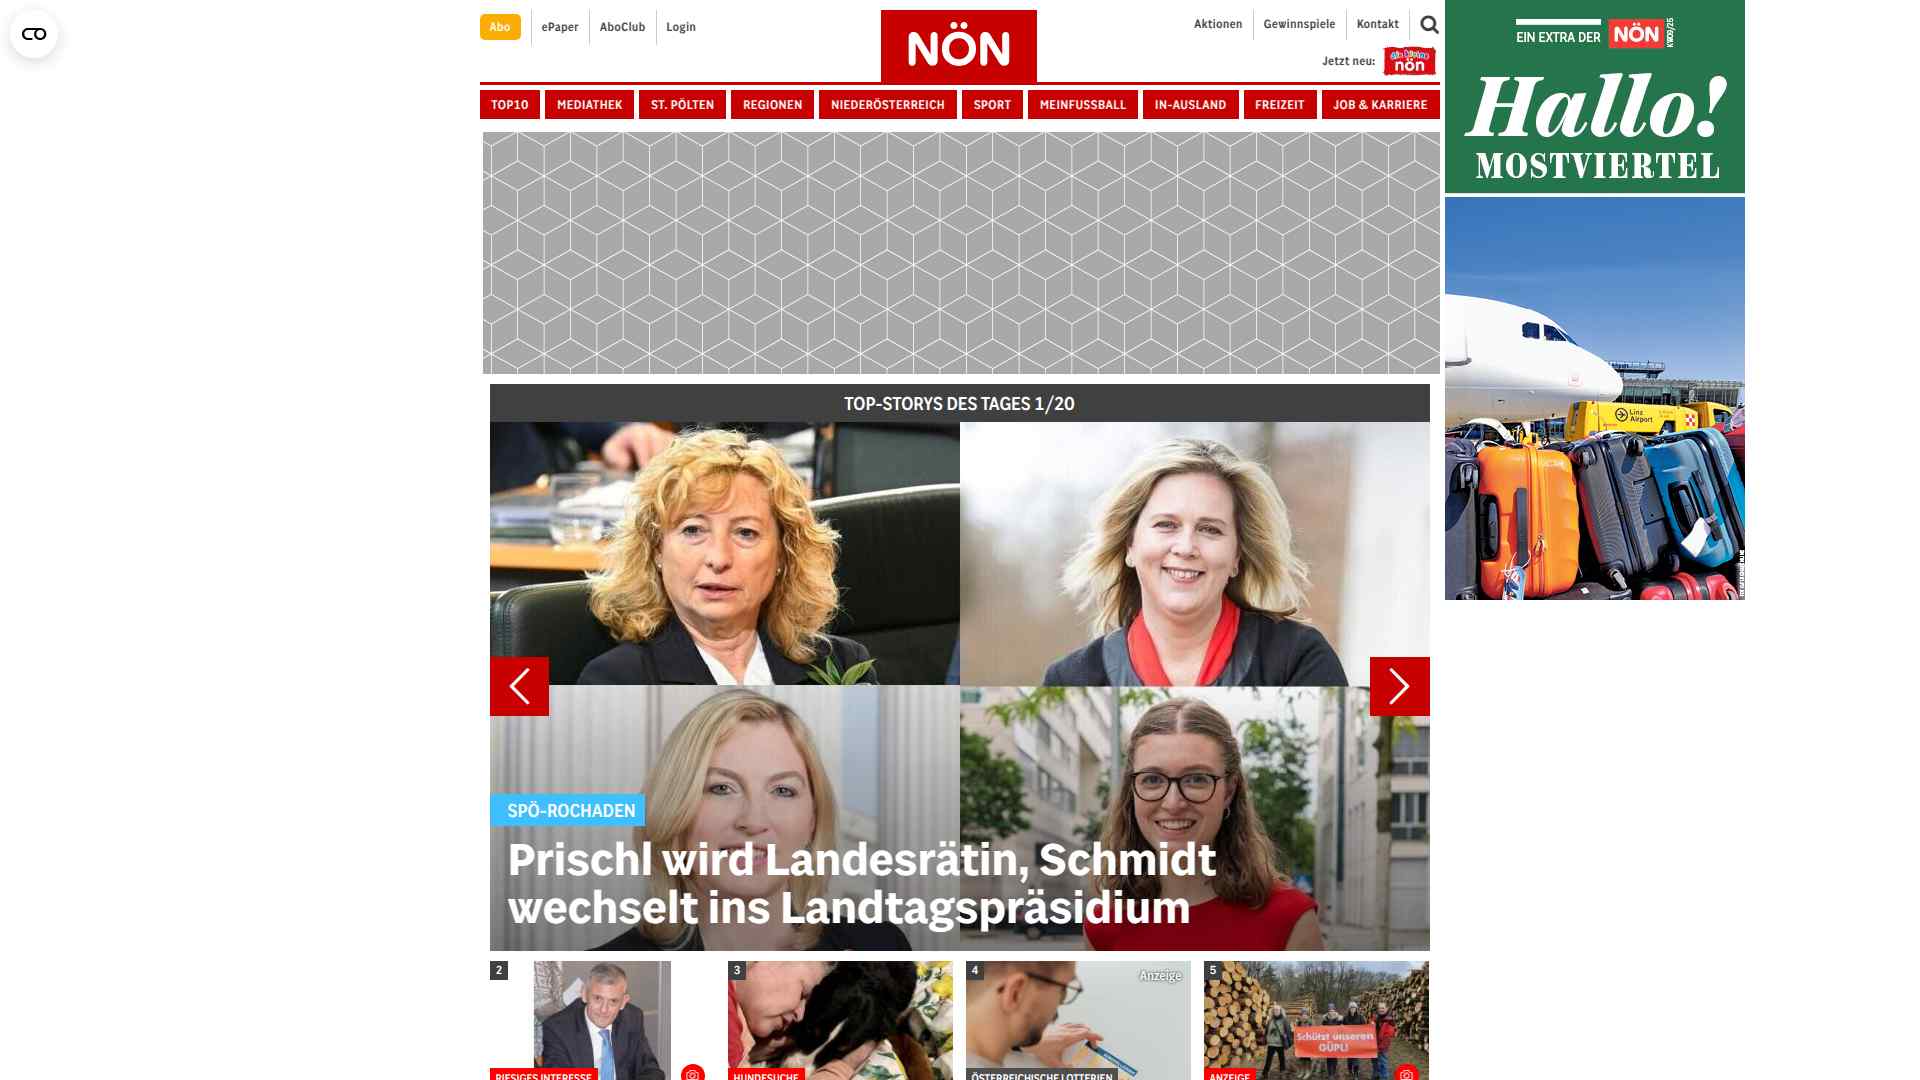 Abo
ePaper
AboClub
Login
NÖN
Aktionen
Gewinnspiele
Kontakt
Jetzt neu:
die kleine
nön
TOP10
MEDIATHEK
ST. PÖLTEN
REGIONEN
NIEDERÖSTERREICH
SPORT
MEINFUSSBALL
IN-AUSLAND
FREIZEIT
JOB & KARRIERE
EIN EXTRA DER NÖN
KW09/25
Hallo!
MOSTVIERTEL
Linz
Airport
TOP-STORYS DES TAGES 1/20
SPÖ-ROCHADEN
Prischl wird Landesrätin, Schmidt
wechselt ins Landtagspräsidium
2
RIESIGES INTERESSE
3
HUNDESUCHE
4
Anzeige
ÖSTERREICHISCHE LOTTERIEN
5
Schützt unseren
GÜPL!
ANZEIGE